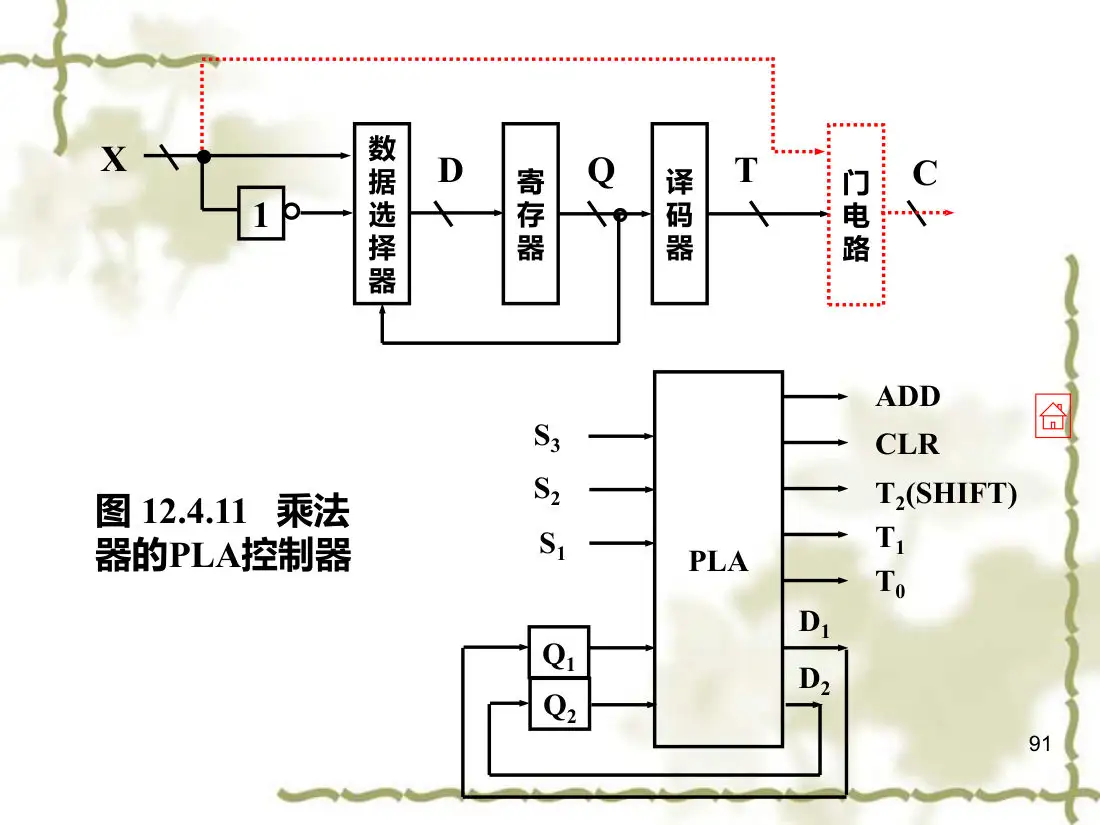 X
1
数据选择器
D
寄存器
Q
译码器
T
门电路
C
ADD
CLR
T₂(SHIFT)
T₁
T₀
S₃
S₂
S₁
PLA
D₁
D₂
Q₁
Q₂
图 12.4.11 乘法
器的PLA控制器
91